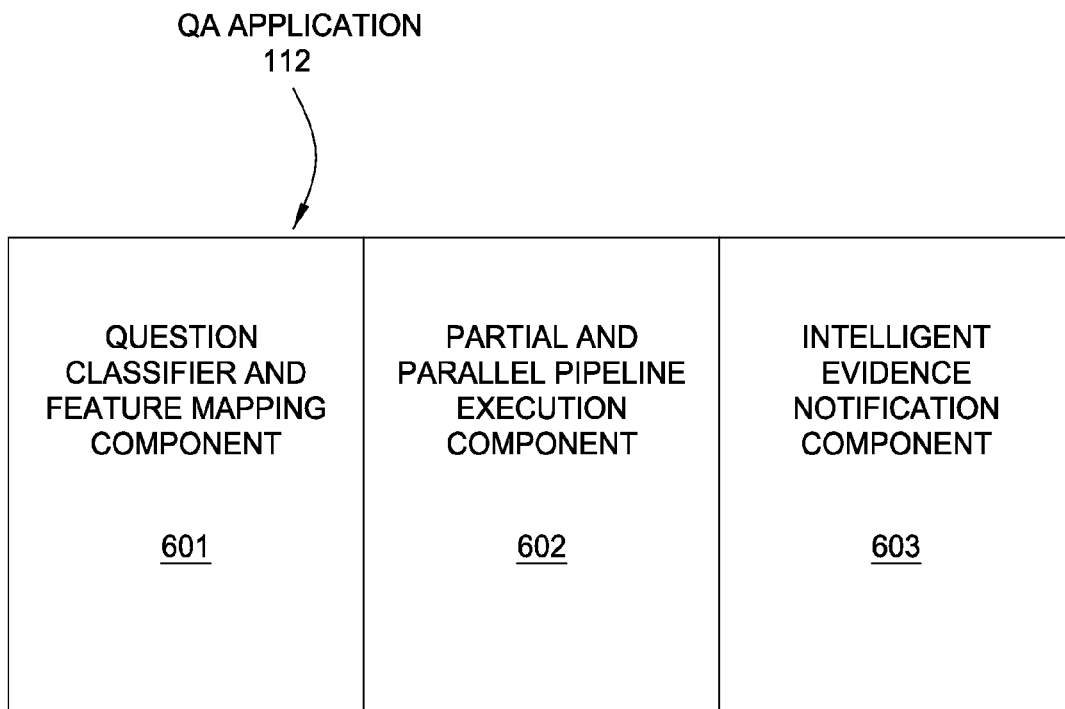 QA APPLICATION
112
QUESTION
CLASSIFIER AND
FEATURE MAPPING
COMPONENT
601
PARTIAL AND
PARALLEL PIPELINE
EXECUTION
COMPONENT
602
INTELLIGENT
EVIDENCE
NOTIFICATION
COMPONENT
603